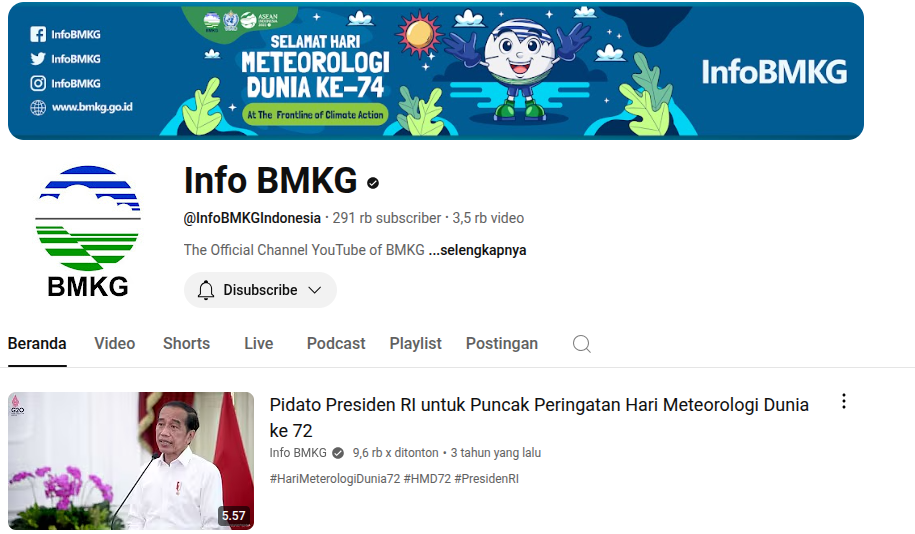 InfoBMKG
InfoBMKG
InfoBMKG
www.bmkg.go.id
BMKG
ASEAN
SELAMAT HARI
METEOROLOGI
DUNIA KE-74
At The Frontline of Climate Action
InfoBMKG
BMKG
Info BMKG
@InfoBMKGIndonesia · 291 rb subscriber · 3,5 rb video
The Official Channel YouTube of BMKG ...selengkapnya
Disubscribe
Beranda Video Shorts Live Podcast Playlist Postingan
G20
5.57
Pidato Presiden RI untuk Puncak Peringatan Hari Meteorologi Dunia
ke 72
Info BMKG 9,6 rb x ditonton • 3 tahun yang lalu
#HariMeterologiDunia72 #HMD72 #PresidenRI